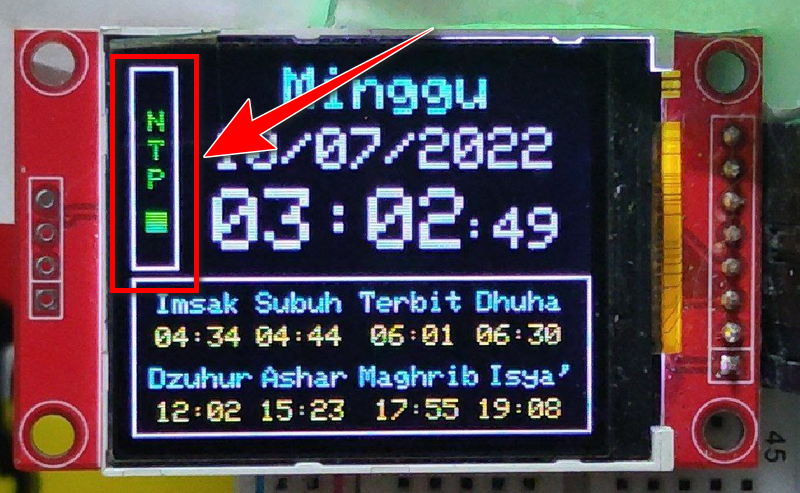 NTP
Minggu
10/07/2022
03:02:49
Imsak Subuh Terbit Dhuha
04:34 04:44 06:01 06:30
Dzuhur Ashar Maghrib Isya'
12:02 15:23 17:55 19:08
45